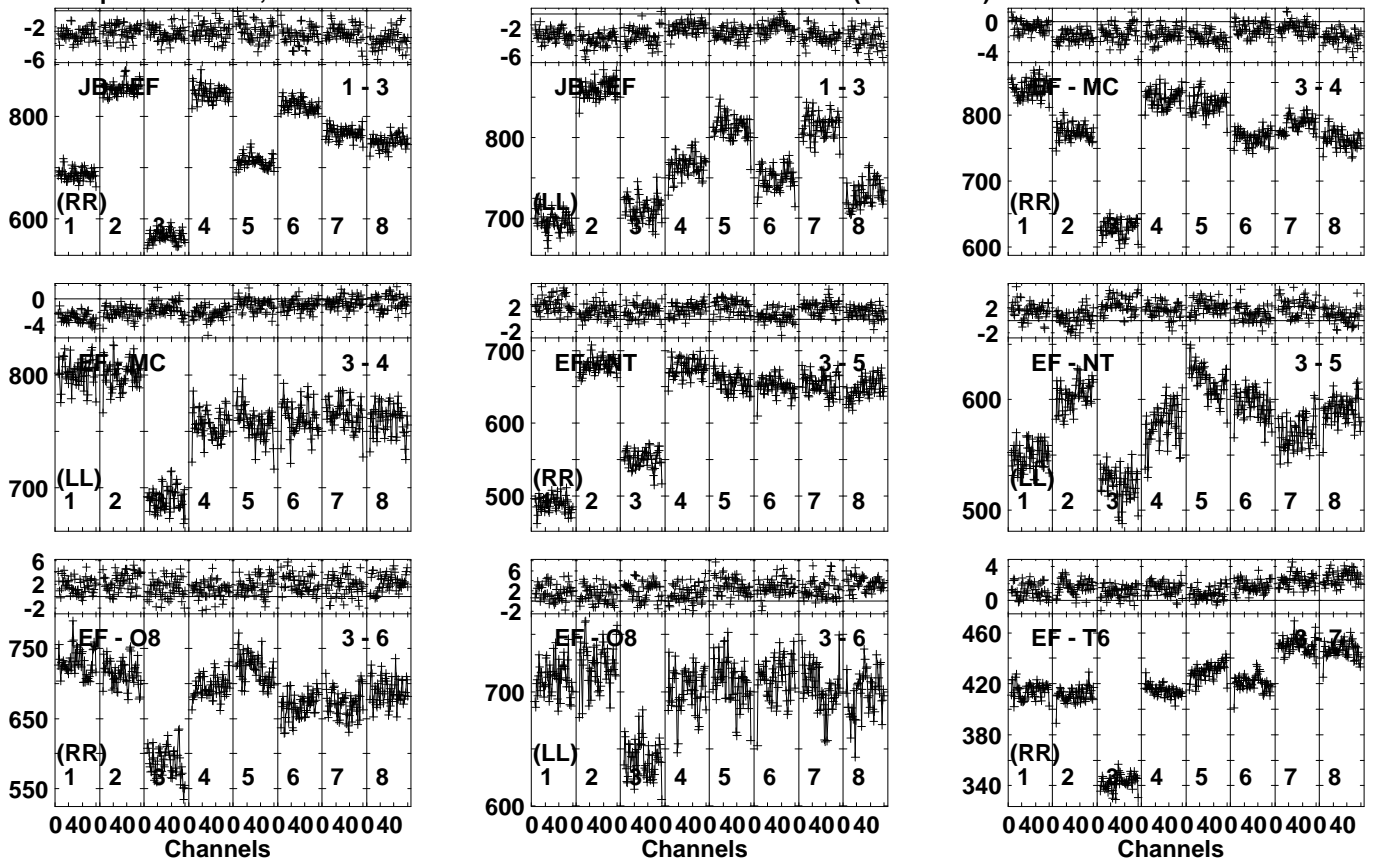 -2
-6
JB - EF 1 - 3
800
600
(RR)
1 2 3 4 5 6 7 8
-2
-6
JB - EF 1 - 3
800
700
(LL)
1 2 3 4 5 6 7 8
0
-4
EF - MC 3 - 4
800
700
600
(RR)
1 2 3 4 5 6 7 8
0
-4
EF - MC 3 - 4
800
700
(LL)
1 2 3 4 5 6 7 8
2
-2
700
EF - NT 3 - 5
600
500
(RR)
1 2 3 4 5 6 7 8
2
-2
EF - NT 3 - 5
600
500
(LL)
1 2 3 4 5 6 7 8
6
2
-2
EF - O8 3 - 6
750
650
550
(RR)
1 2 3 4 5 6 7 8
0 40 0 40 0 40 0 40 0 40 0 40 0 40 0 40
Channels
6
2
-2
EF - O8 3 - 6
700
600
(LL)
1 2 3 4 5 6 7 8
0 40 0 40 0 40 0 40 0 40 0 40 0 40 0 40
Channels
4
0
460
EF - T6 3 - 7
420
380
340
(RR)
1 2 3 4 5 6 7 8
0 40 0 40 0 40 0 40 0 40 0 40 0 40 0 40
Channels